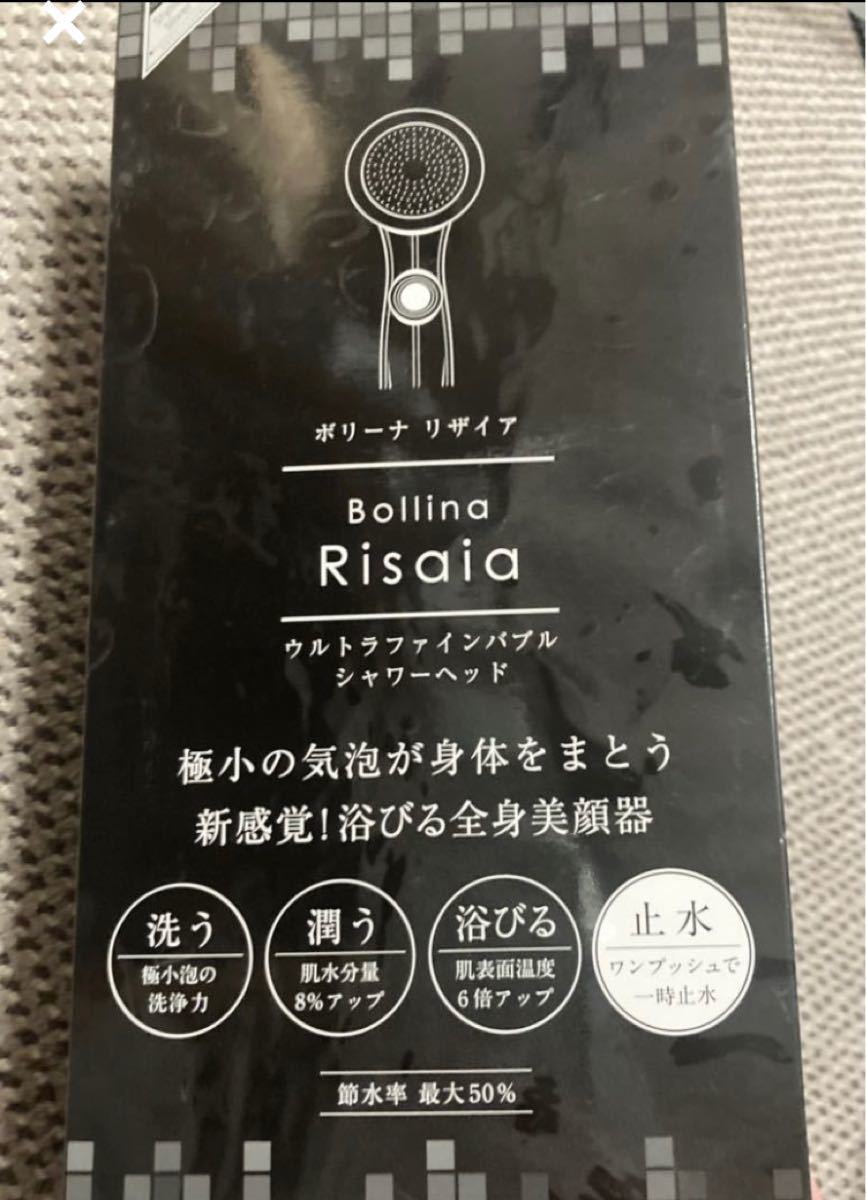 ボリーナ リザイア
Bollina
Risaia
ウルトラファインバブル
シャワーヘッド
極小の気泡が身体をまとう
新感覚!浴びる全身美顔器
洗う
極小泡の
洗浄力
潤う
肌水分量
8%アップ
浴びる
肌表面温度
6倍アップ
止水
ワンプッシュで
一時止水
節水率 最大50%